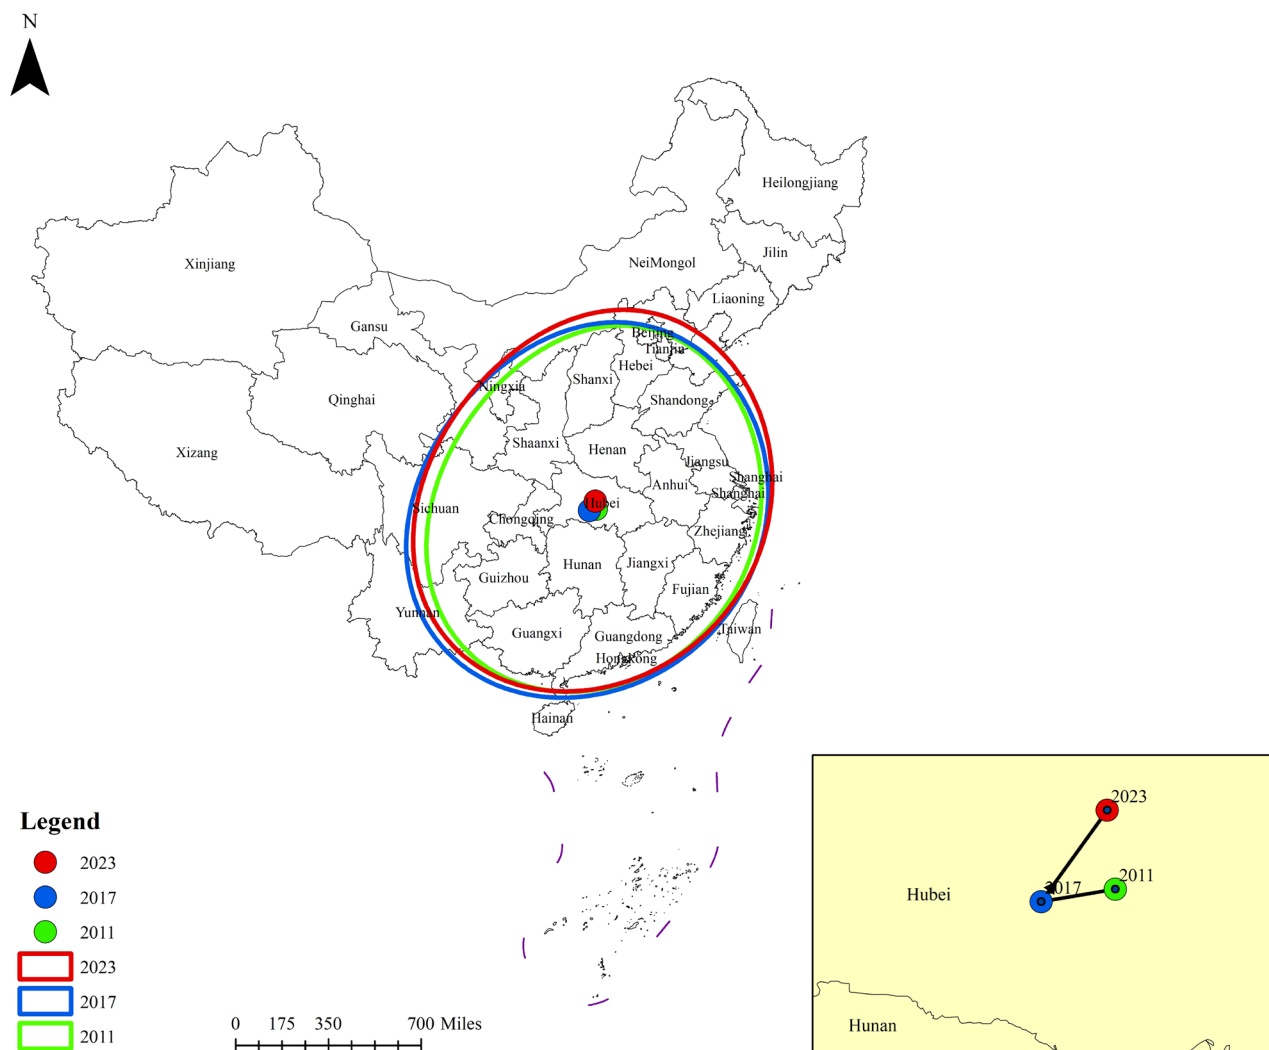 N
Heilongjiang
Jilin
NeiMongol
Xinjiang
Liaoning
Gansu
Beijing
Tianjin
Hebei
Shanxi
Ningxia
Qinghai
Shandong
Shaanxi
Henan
Xizang
Jiangsu
Shanghai
Anhui
Shanghai
Hubei
Sichuan
Chongqing
Zhejiang
Hunan
Jiangxi
Guizhou
Fujian
Yunnan
Taiwan
Guangxi
Guangdong
HongKong
Hainan
Legend
2023
2017
2011
2023
2017
2011
0 175 350 700 Miles
2023
2011
2017
Hubei
Hunan